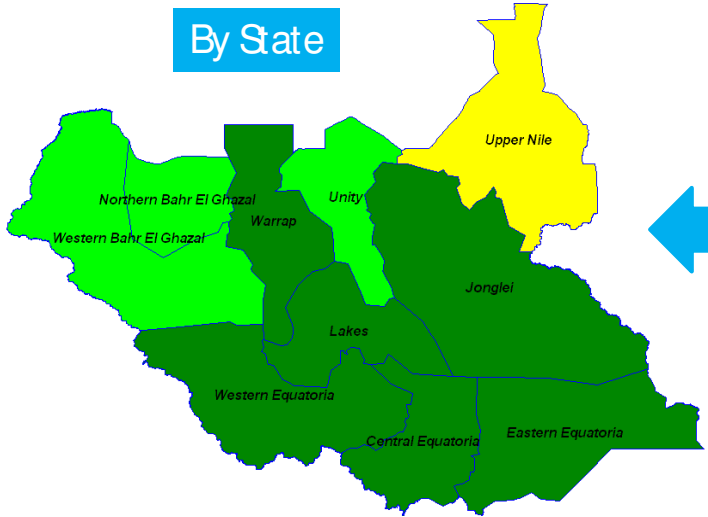 By State
Upper Nile
Northern Bahr El Ghazal
Unity
Warrap
Western Bahr El Ghazal
Jonglei
Lakes
Western Equatoria
Central Equatoria
Eastern Equatoria